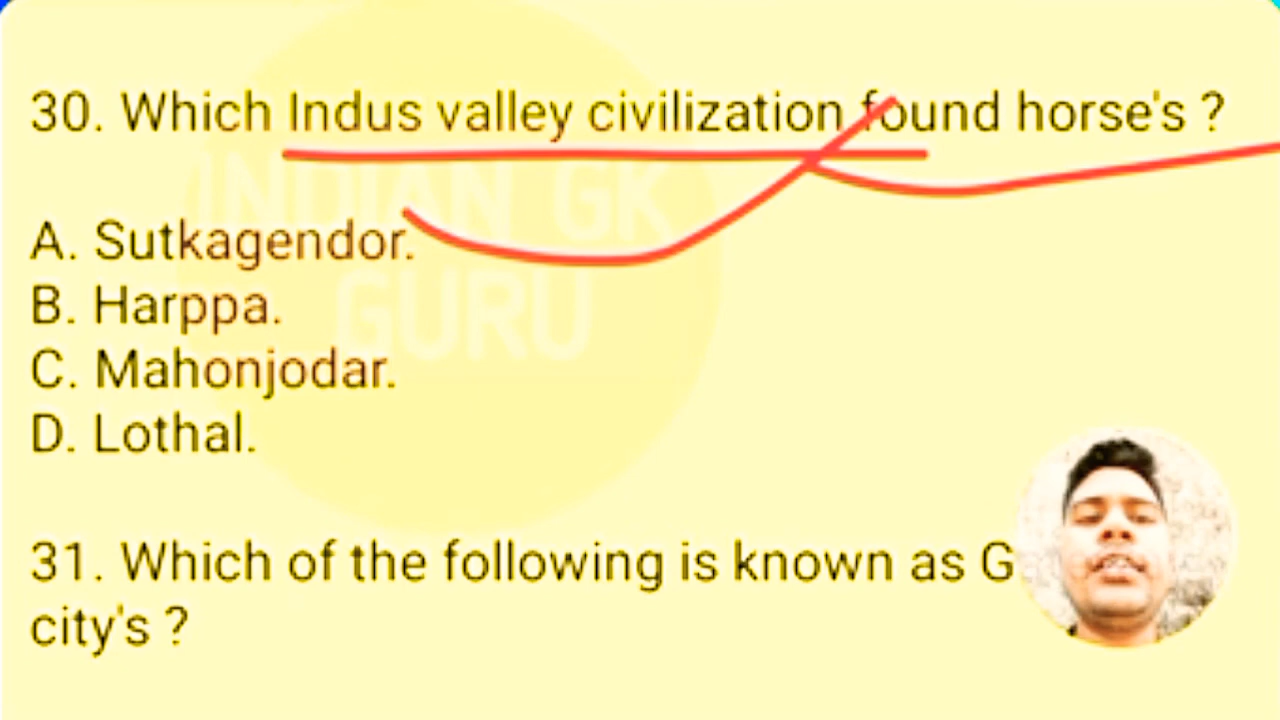 30. Which Indus valley civilization found horse's ?
INDIAN GK
GURU
A. Sutkagendor.
B. Harppa.
C. Mahonjodar.
D. Lothal.
31. Which of the following is known as G
city's ?